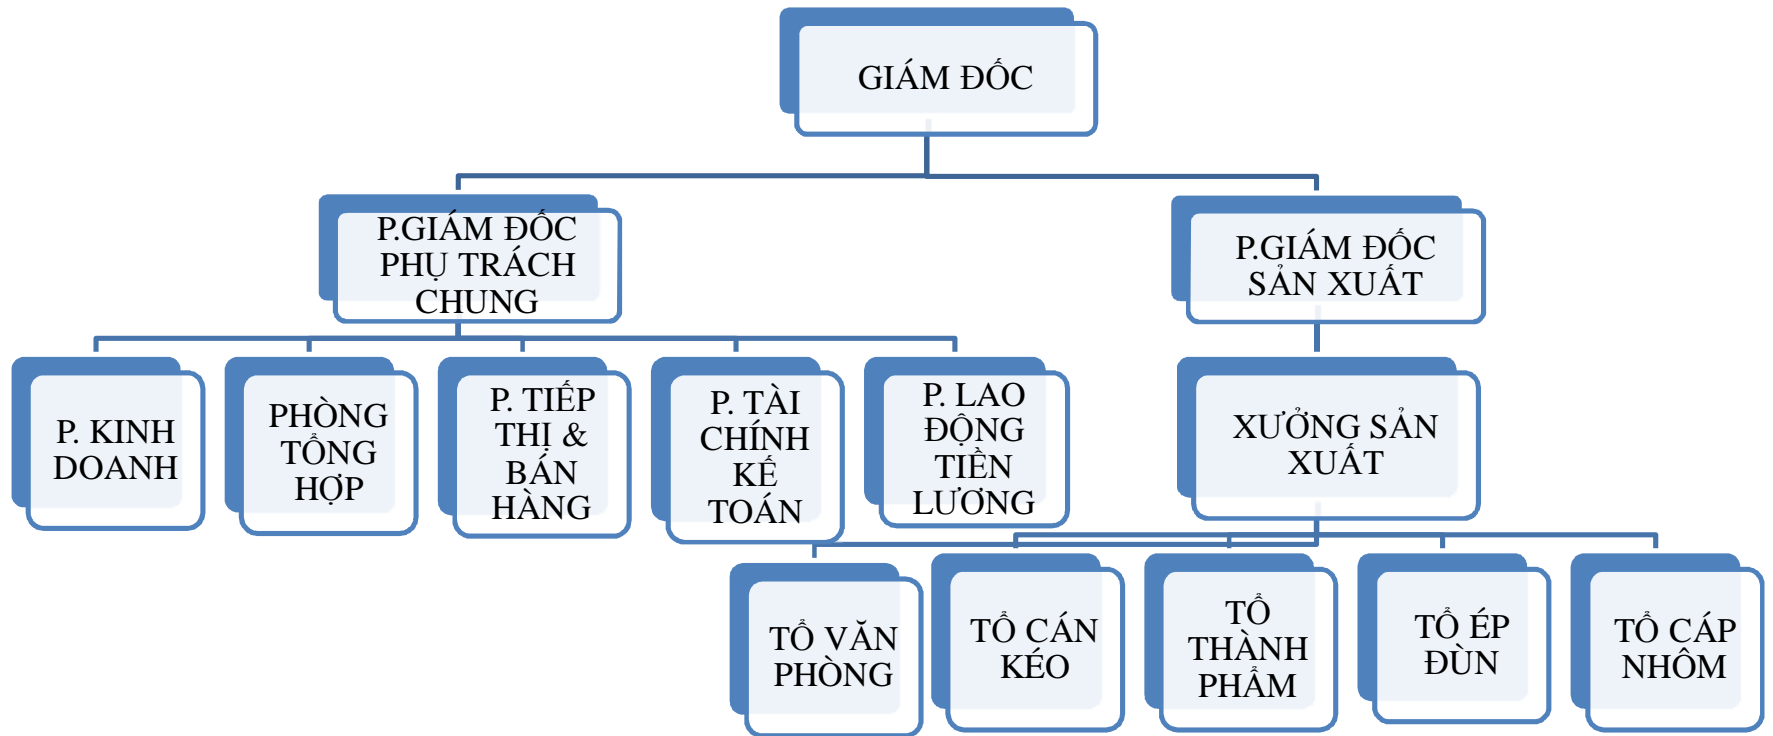 GIÁM ĐỐC
P.GIÁM ĐỐC
PHỤ TRÁCH
CHUNG
P.GIÁM ĐỐC
SẢN XUẤT
P. KINH
DOANH
PHÒNG
TỔNG
HỢP
P. TIẾP
THỊ &
BÁN
HÀNG
P. TÀI
CHÍNH
KẾ
TOÁN
P. LAO
ĐỘNG
TIỀN
LƯƠNG
XƯỞNG SẢN
XUẤT
TỔ VĂN
PHÒNG
TỔ CÁN
KÉO
TỔ
THÀNH
PHẨM
TỔ ÉP
ĐÙN
TỔ CÁP
NHÔM